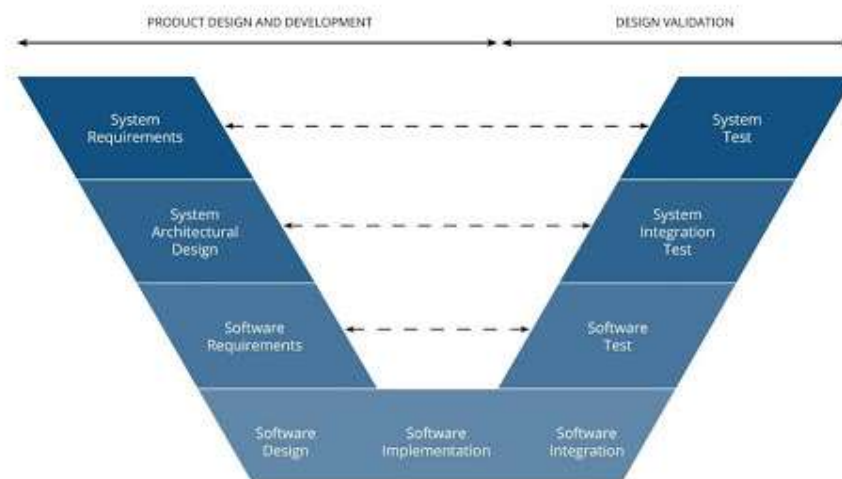 PRODUCT DESIGN AND DEVELOPMENT
DESIGN VALIDATION
System
Requirements
System
Test
System
Architectural
Design
System
Integration
Test
Software
Requirements
Software
Test
Software
Design
Software
Implementation
Software
Integration